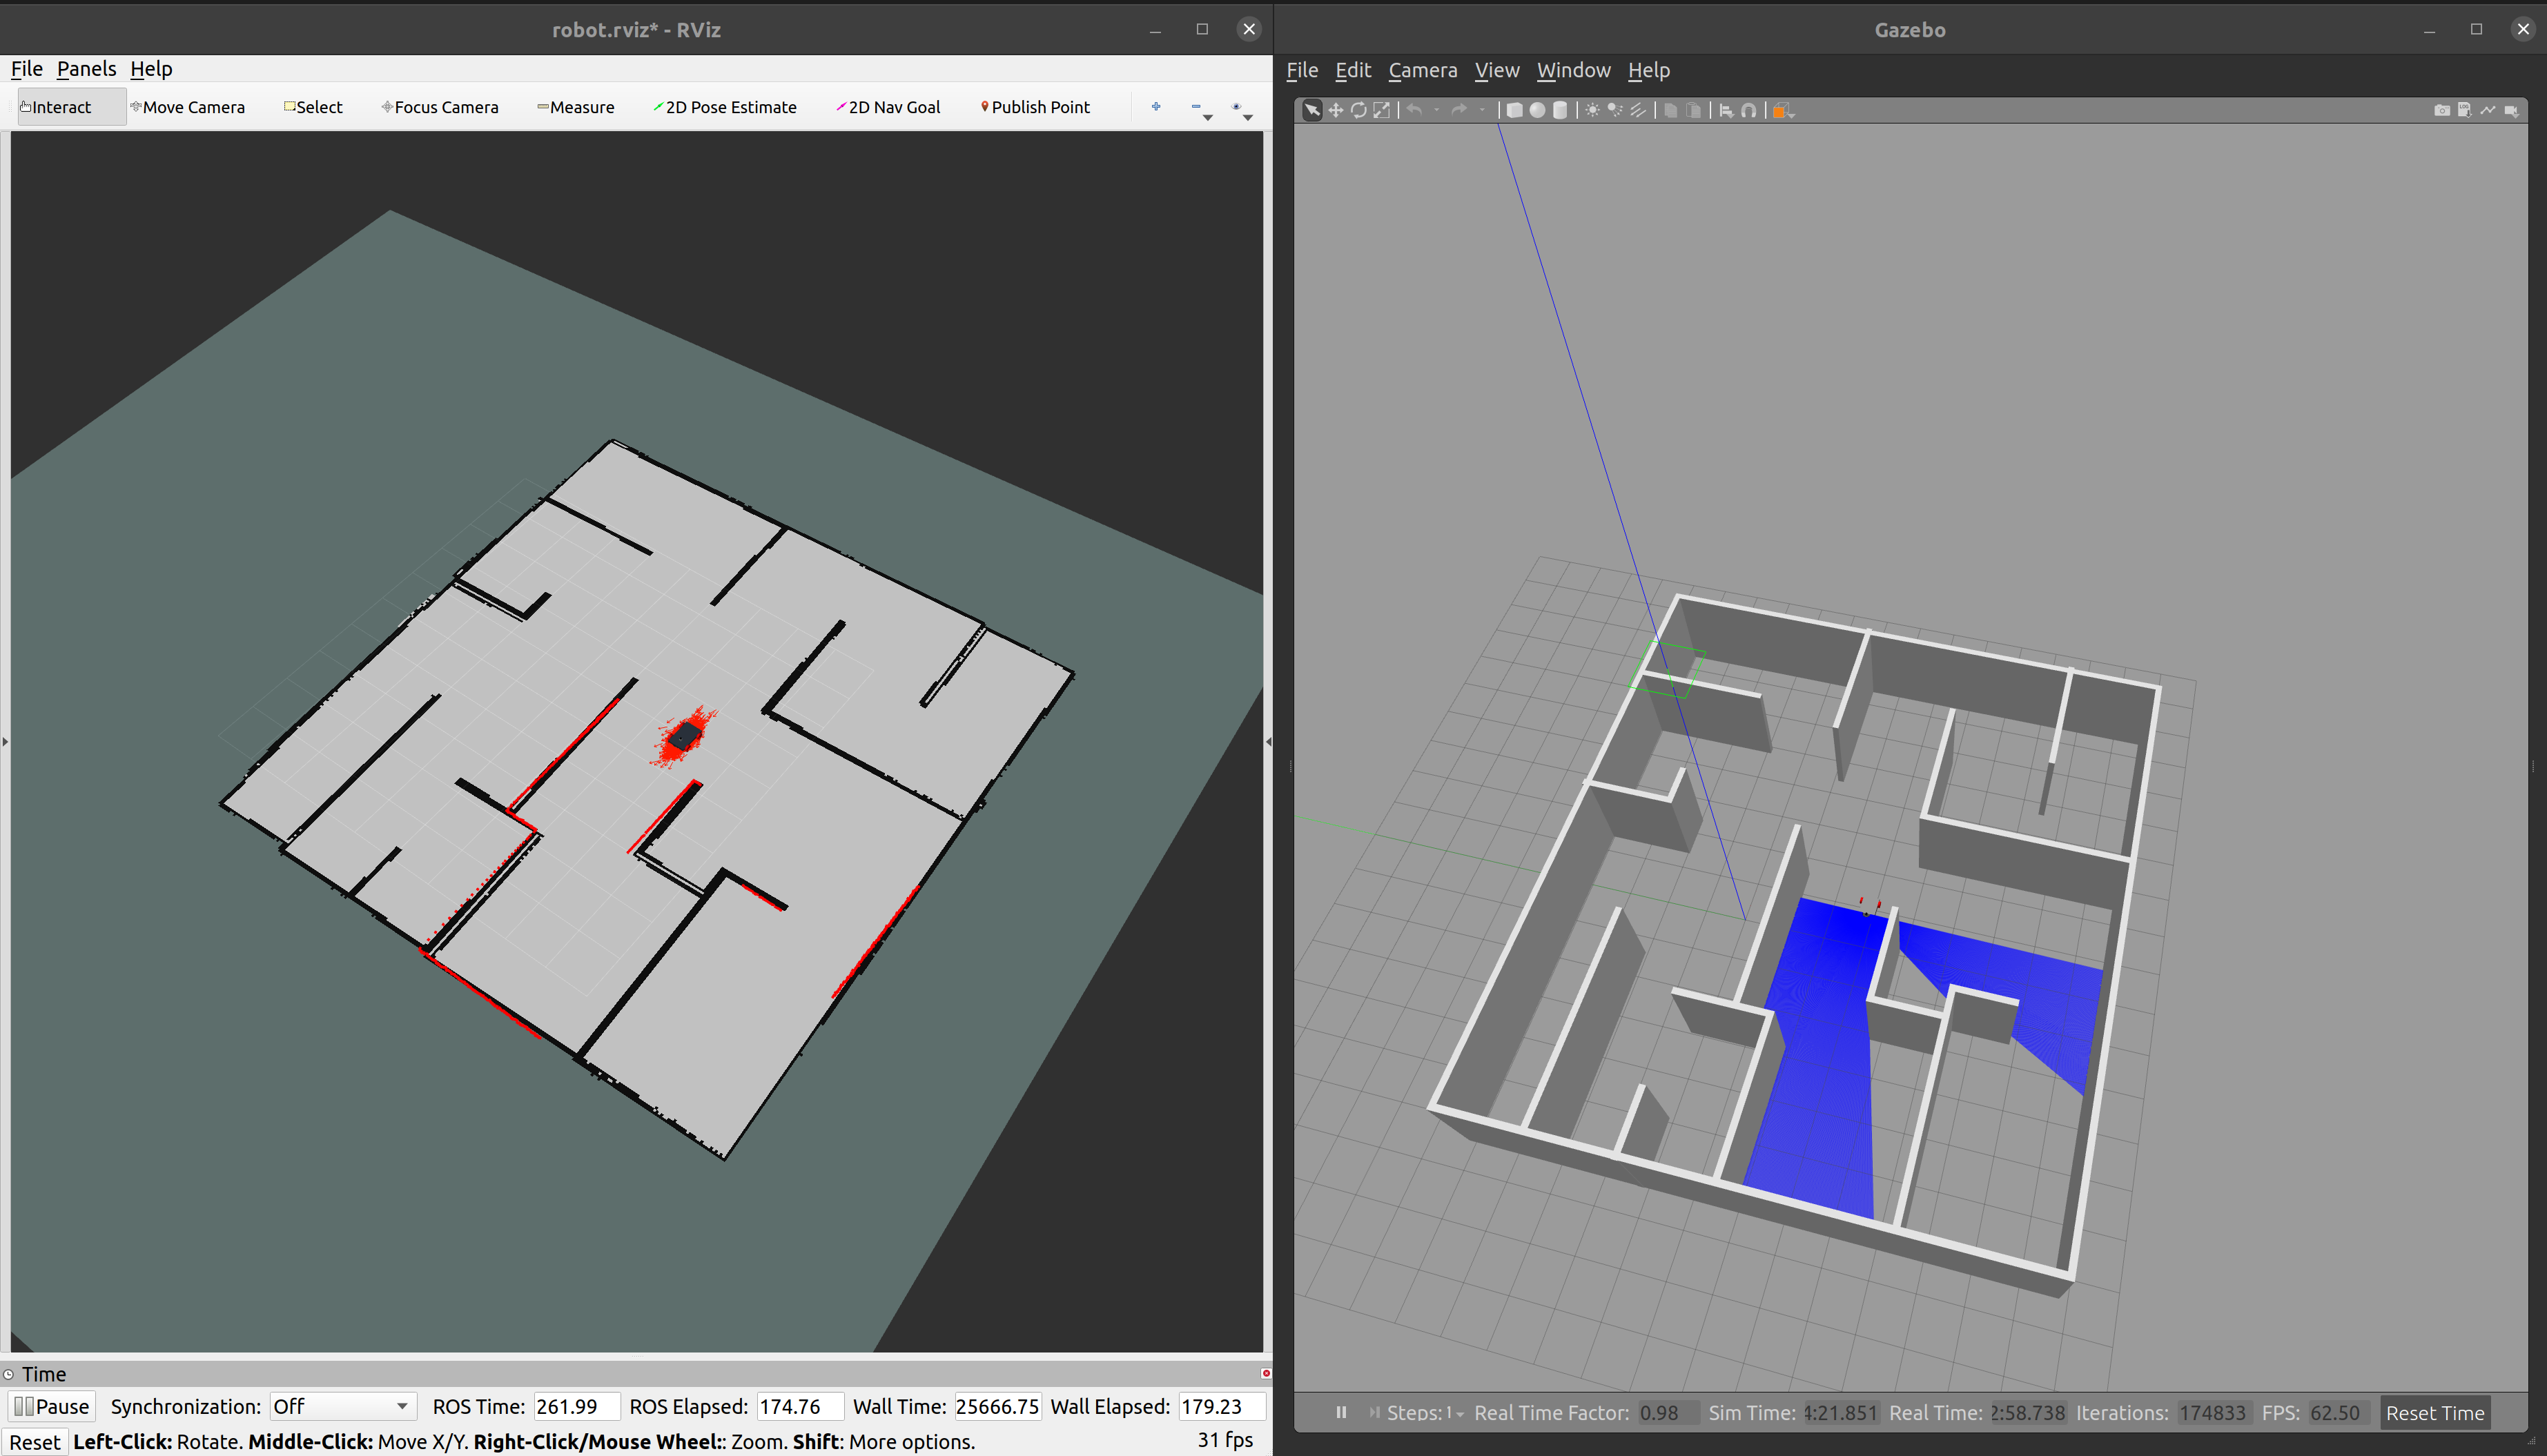 robot.rviz* - RViz
File Panels Help
Interact Move Camera Select Focus Camera Measure 2D Pose Estimate 2D Nav Goal Publish Point
Time
Pause Synchronization: Off ROS Time: 261.99 ROS Elapsed: 174.76 Wall Time: 25666.75 Wall Elapsed: 179.23
Reset Left-Click: Rotate. Middle-Click: Move X/Y. Right-Click/Mouse Wheel:: Zoom. Shift: More options. 31 fps
Gazebo
File Edit Camera View Window Help
Steps: 1 Real Time Factor: 0.98 Sim Time: 4:21.851 Real Time: 2:58.738 Iterations: 174833 FPS: 62.50 Reset Time